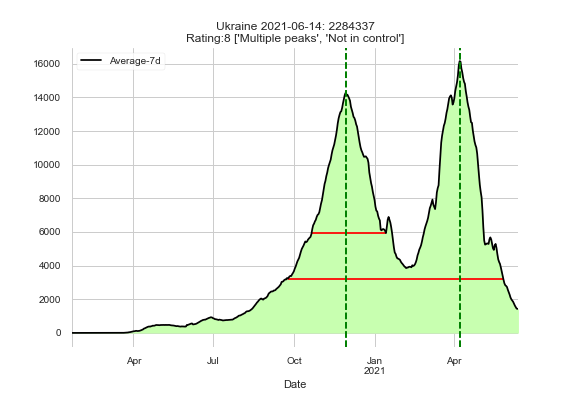 Ukraine 2021-06-14: 2284337
Rating:8 ['Multiple peaks', 'Not in control']
Average-7d
16000
14000
12000
10000
8000
6000
4000
2000
0
Apr
Jul
Oct
Jan
2021
Apr
Date